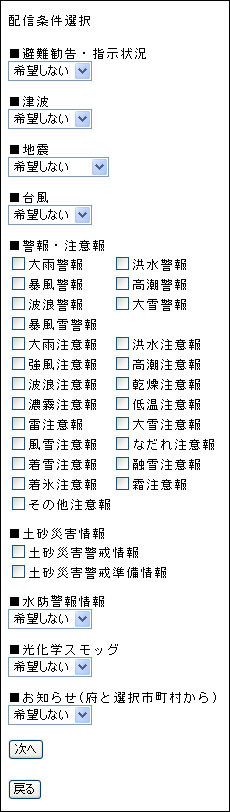 配信条件選択
■避難勧告・指示状況
希望しない
■津波
希望しない
■地震
希望しない
■台風
希望しない
■警報・注意報
大雨警報 洪水警報
暴風警報 高潮警報
波浪警報 大雪警報
暴風雪警報
大雨注意報 洪水注意報
強風注意報 高潮注意報
波浪注意報 乾燥注意報
濃霧注意報 低温注意報
雷注意報 大雪注意報
風雪注意報 なだれ注意報
着雪注意報 融雪注意報
着氷注意報 霜注意報
その他注意報
■土砂災害情報
土砂災害警戒情報
土砂災害警戒準備情報
■水防警報情報
希望しない
■光化学スモッグ
希望しない
■お知らせ(府と選択市町村から)
希望しない
次へ
戻る